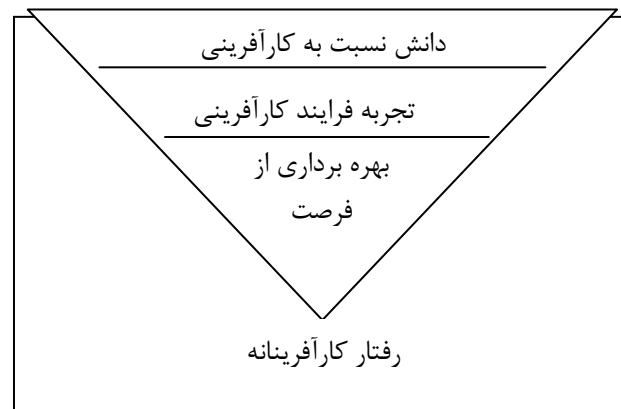 دانش نسبت به کارآفرینی
تجربه فرایند کارآفرینی
بهره برداری از
فرصت
رفتار کارآفرینانه